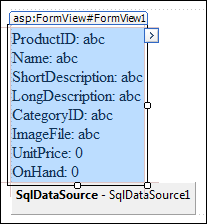 asp:FormView#FormView1
ProductID: abc
Name: abc
ShortDescription: abc
LongDescription: abc
CategoryID: abc
ImageFile: abc
UnitPrice: 0
OnHand: 0
SqlDataSource - SqlDataSource1